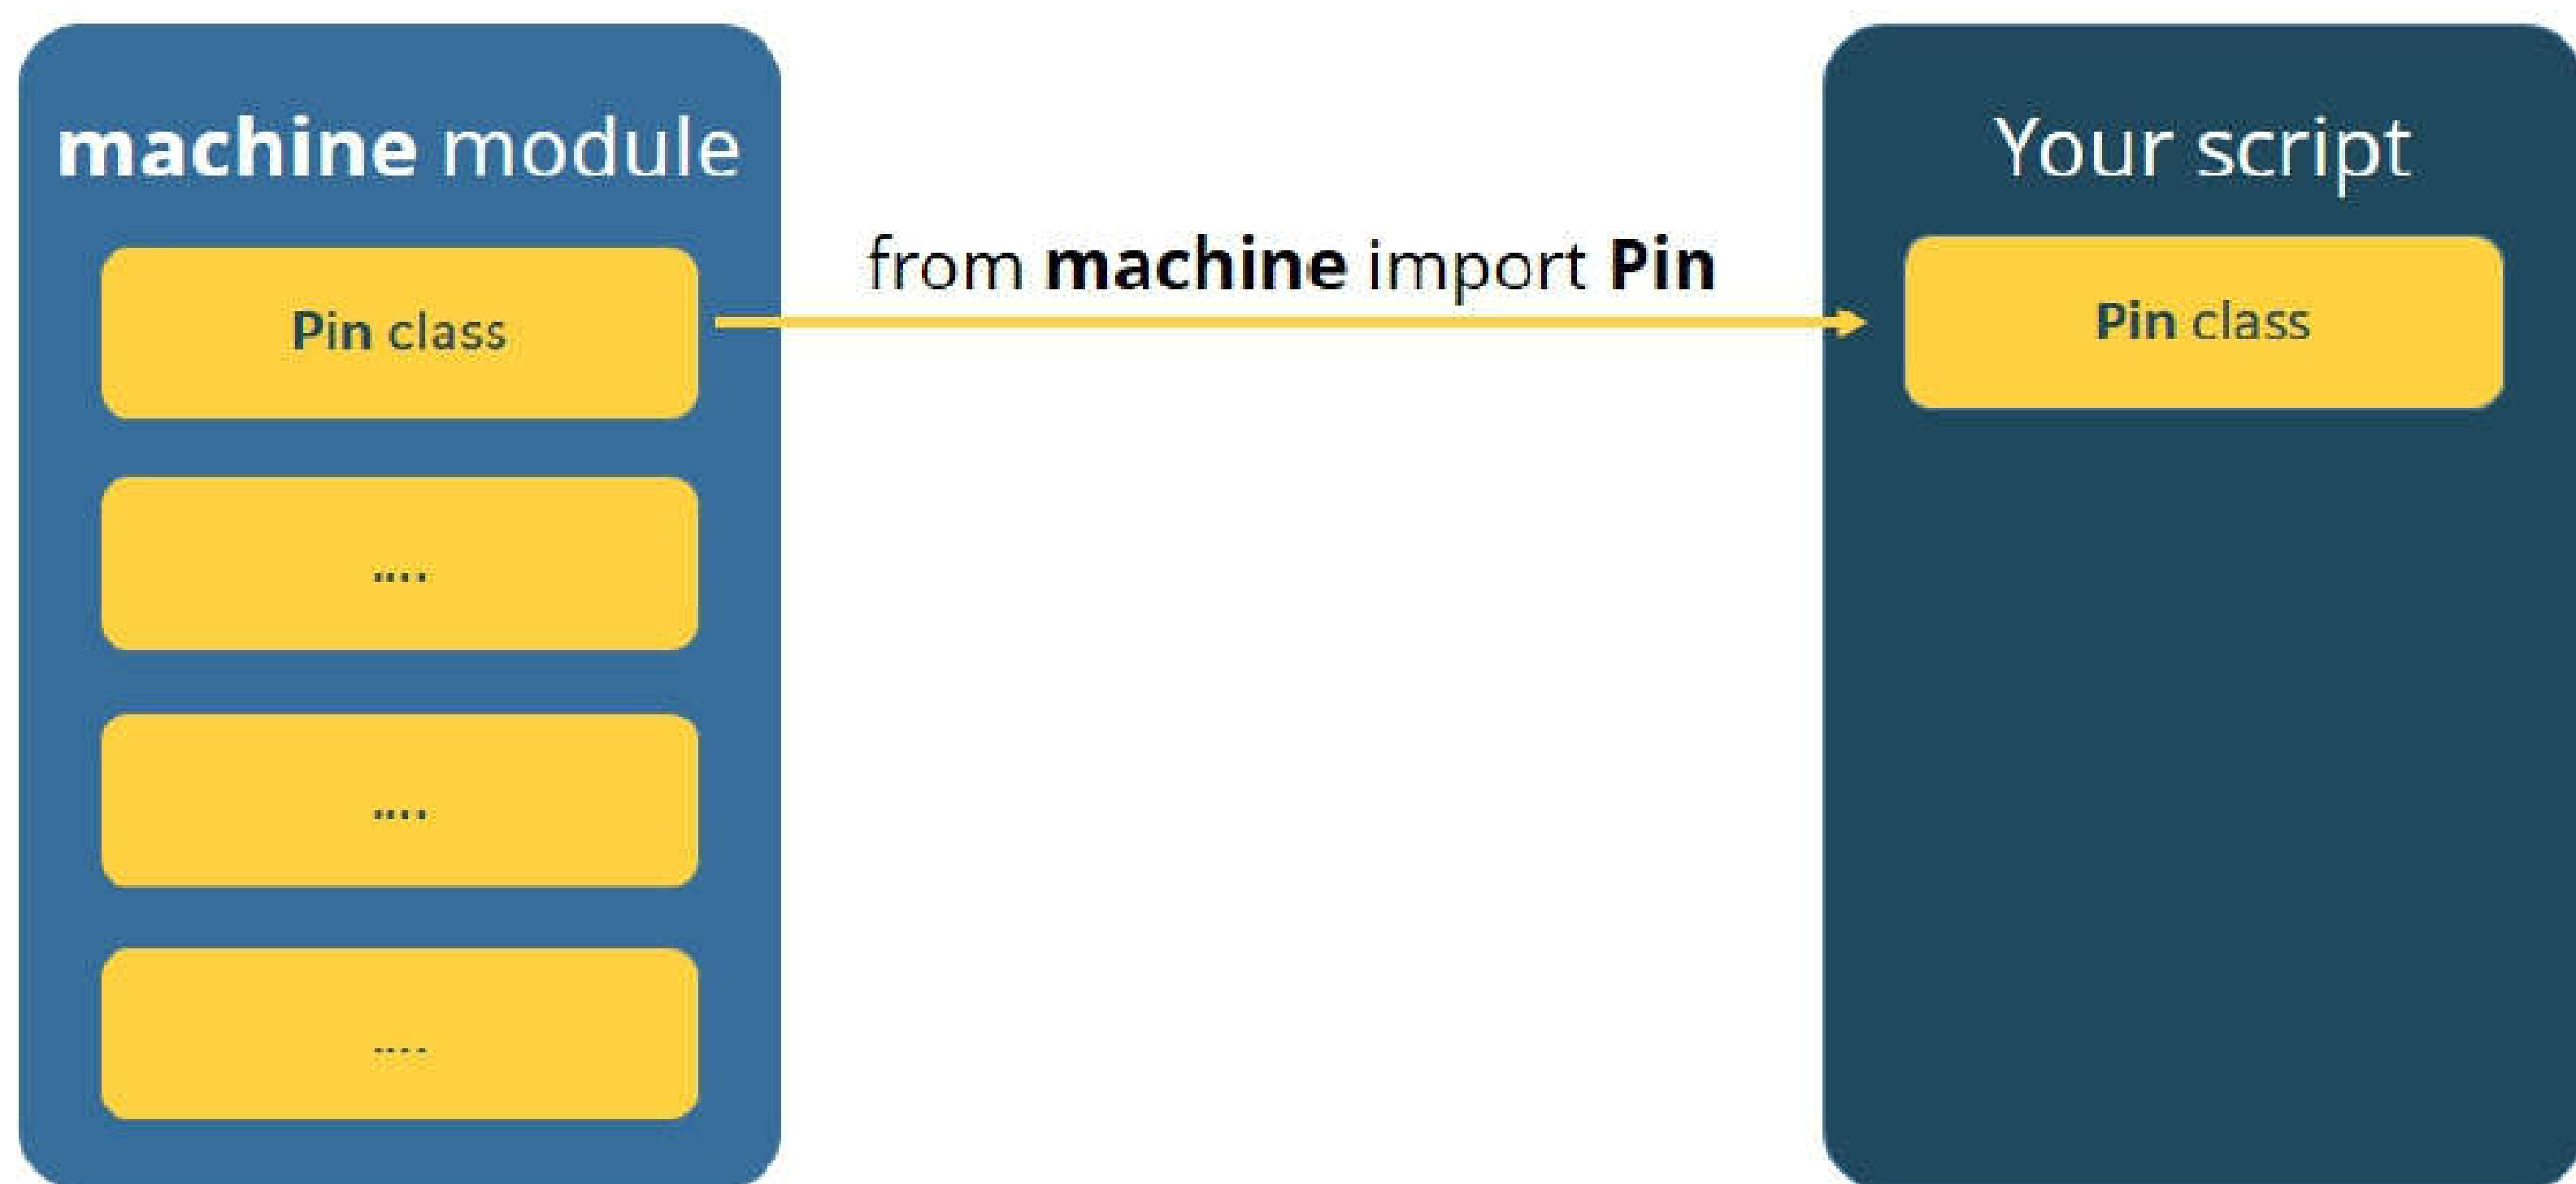 machine module
Pin class
....
....
....
from machine import Pin
Your script
Pin class